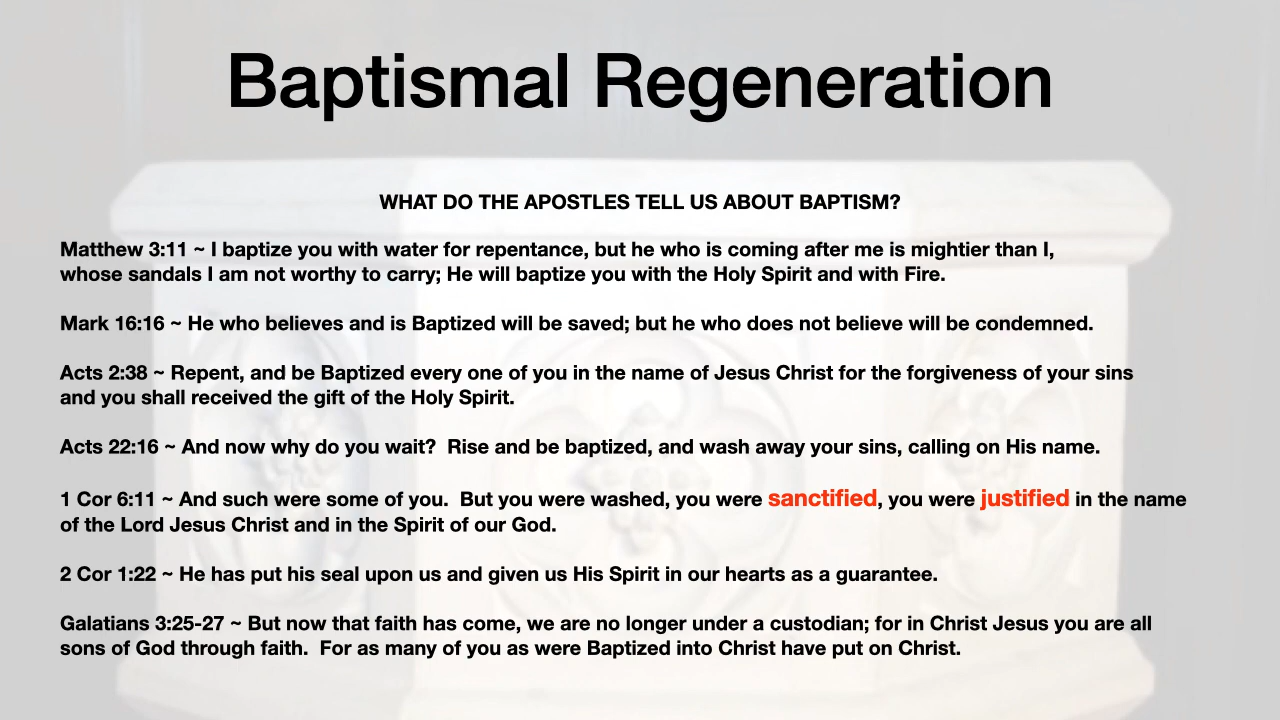 Baptismal Regeneration
WHAT DO THE APOSTLES TELL US ABOUT BAPTISM?
Matthew 3:11 ~ I baptize you with water for repentance, but he who is coming after me is mightier than I,
whose sandals I am not worthy to carry; He will baptize you with the Holy Spirit and with Fire.
Mark 16:16 ~ He who believes and is Baptized will be saved; but he who does not believe will be condemned.
Acts 2:38 ~ Repent, and be Baptized every one of you in the name of Jesus Christ for the forgiveness of your sins
and you shall received the gift of the Holy Spirit.
Acts 22:16 ~ And now why do you wait?  Rise and be baptized, and wash away your sins, calling on His name.
1 Cor 6:11 ~ And such were some of you.  But you were washed, you were sanctified, you were justified in the name
of the Lord Jesus Christ and in the Spirit of our God.
2 Cor 1:22 ~ He has put his seal upon us and given us His Spirit in our hearts as a guarantee.
Galatians 3:25-27 ~ But now that faith has come, we are no longer under a custodian; for in Christ Jesus you are all
sons of God through faith.  For as many of you as were Baptized into Christ have put on Christ.